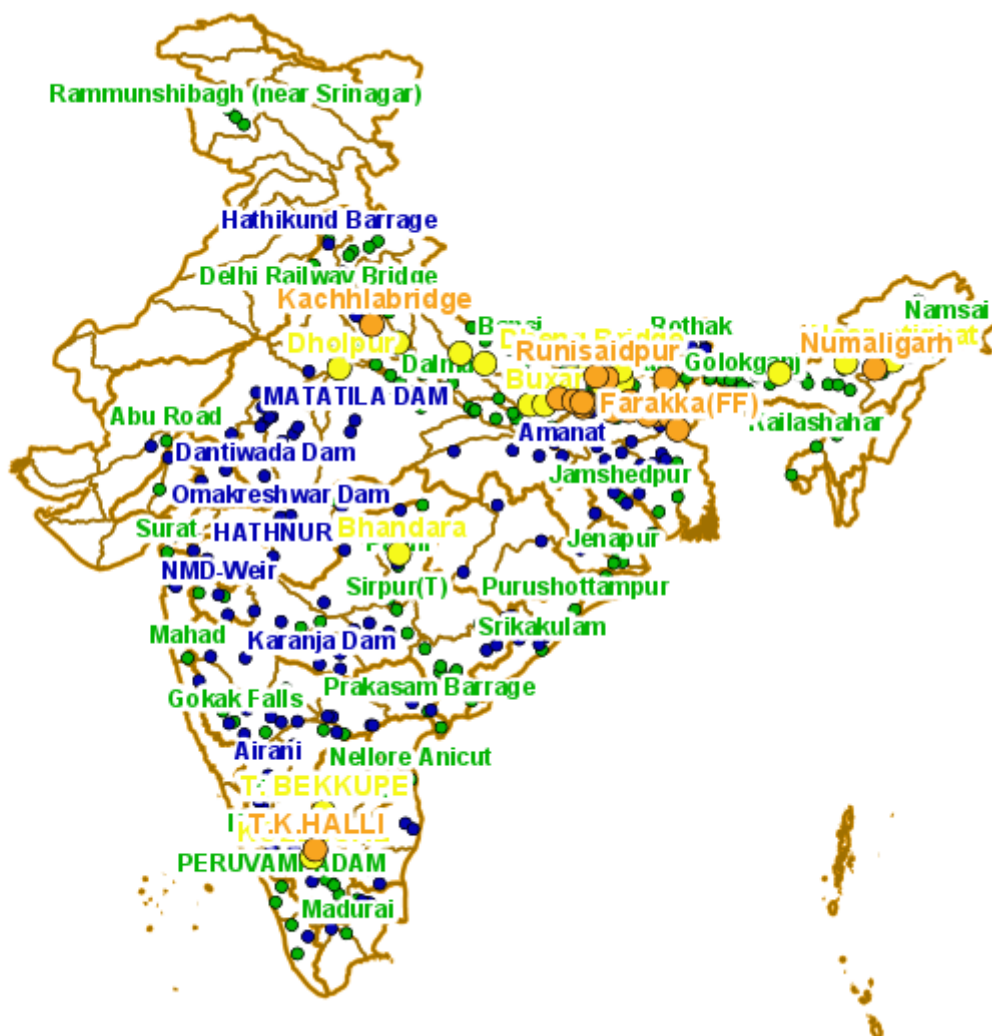 Rammunshibagh (near Srinagar)
Hathikund Barrage
Delhi Railway Bridge
Kachhlabridge
Namsai
Bansi
Rothak
Dholpur
Runisaidpur
Numaligarh
Golokganj
Buxar
MATATILA DAM
Farakka(FF)
Abu Road
Kailashahar
Amanat
Dantiwada Dam
Jamshedpur
Omakreshwar Dam
Surat
HATHNUR
Bhandara
Jenapur
NMD-Weir
Sirpur(T)
Purushottampur
Mahad
Karanja Dam
Srikakulam
Prakasam Barrage
Gokak Falls
Airani
Nellore Anicut
T. BEKKUPE
T.K.HALLI
PERUVAMPADAM
Madurai